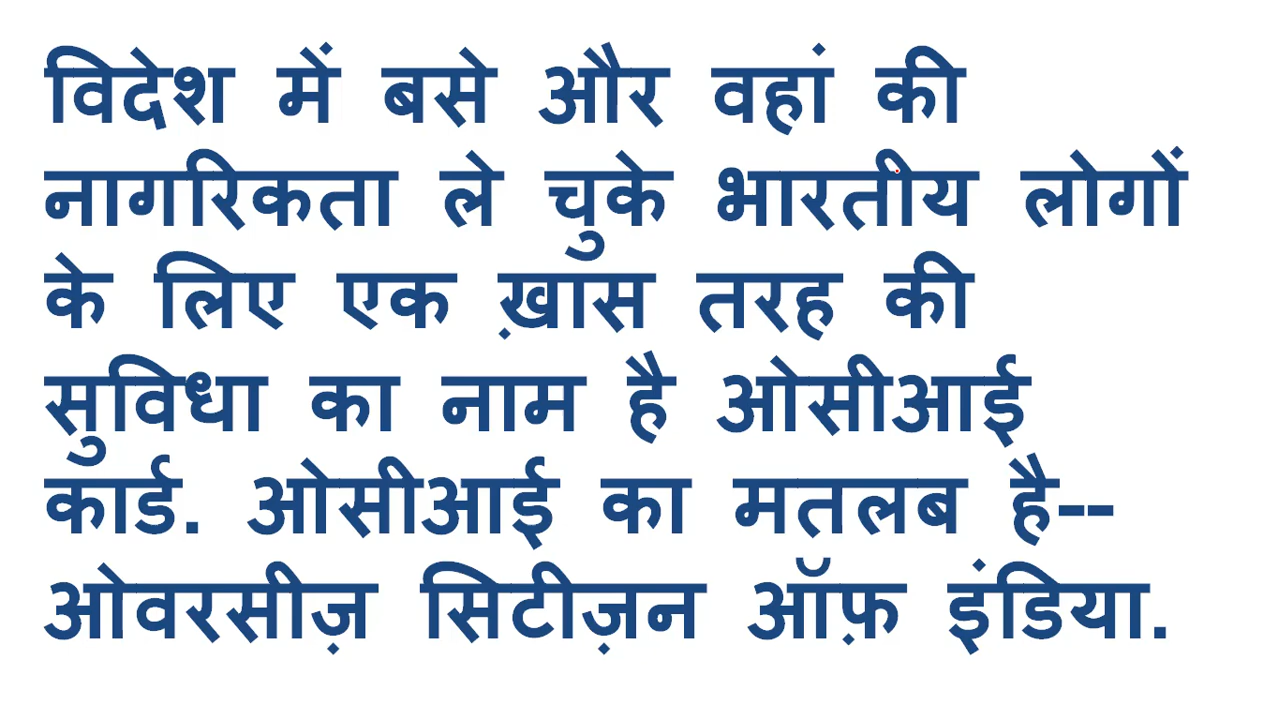 विदेश में बसे और वहां की
नागरिकता ले चुके भारतीय लोगों
के लिए एक ख़ास तरह की
सुविधा का नाम है ओसीआई
कार्ड. ओसीआई का मतलब है--
ओवरसीज़ सिटीज़न ऑफ़ इंडिया.